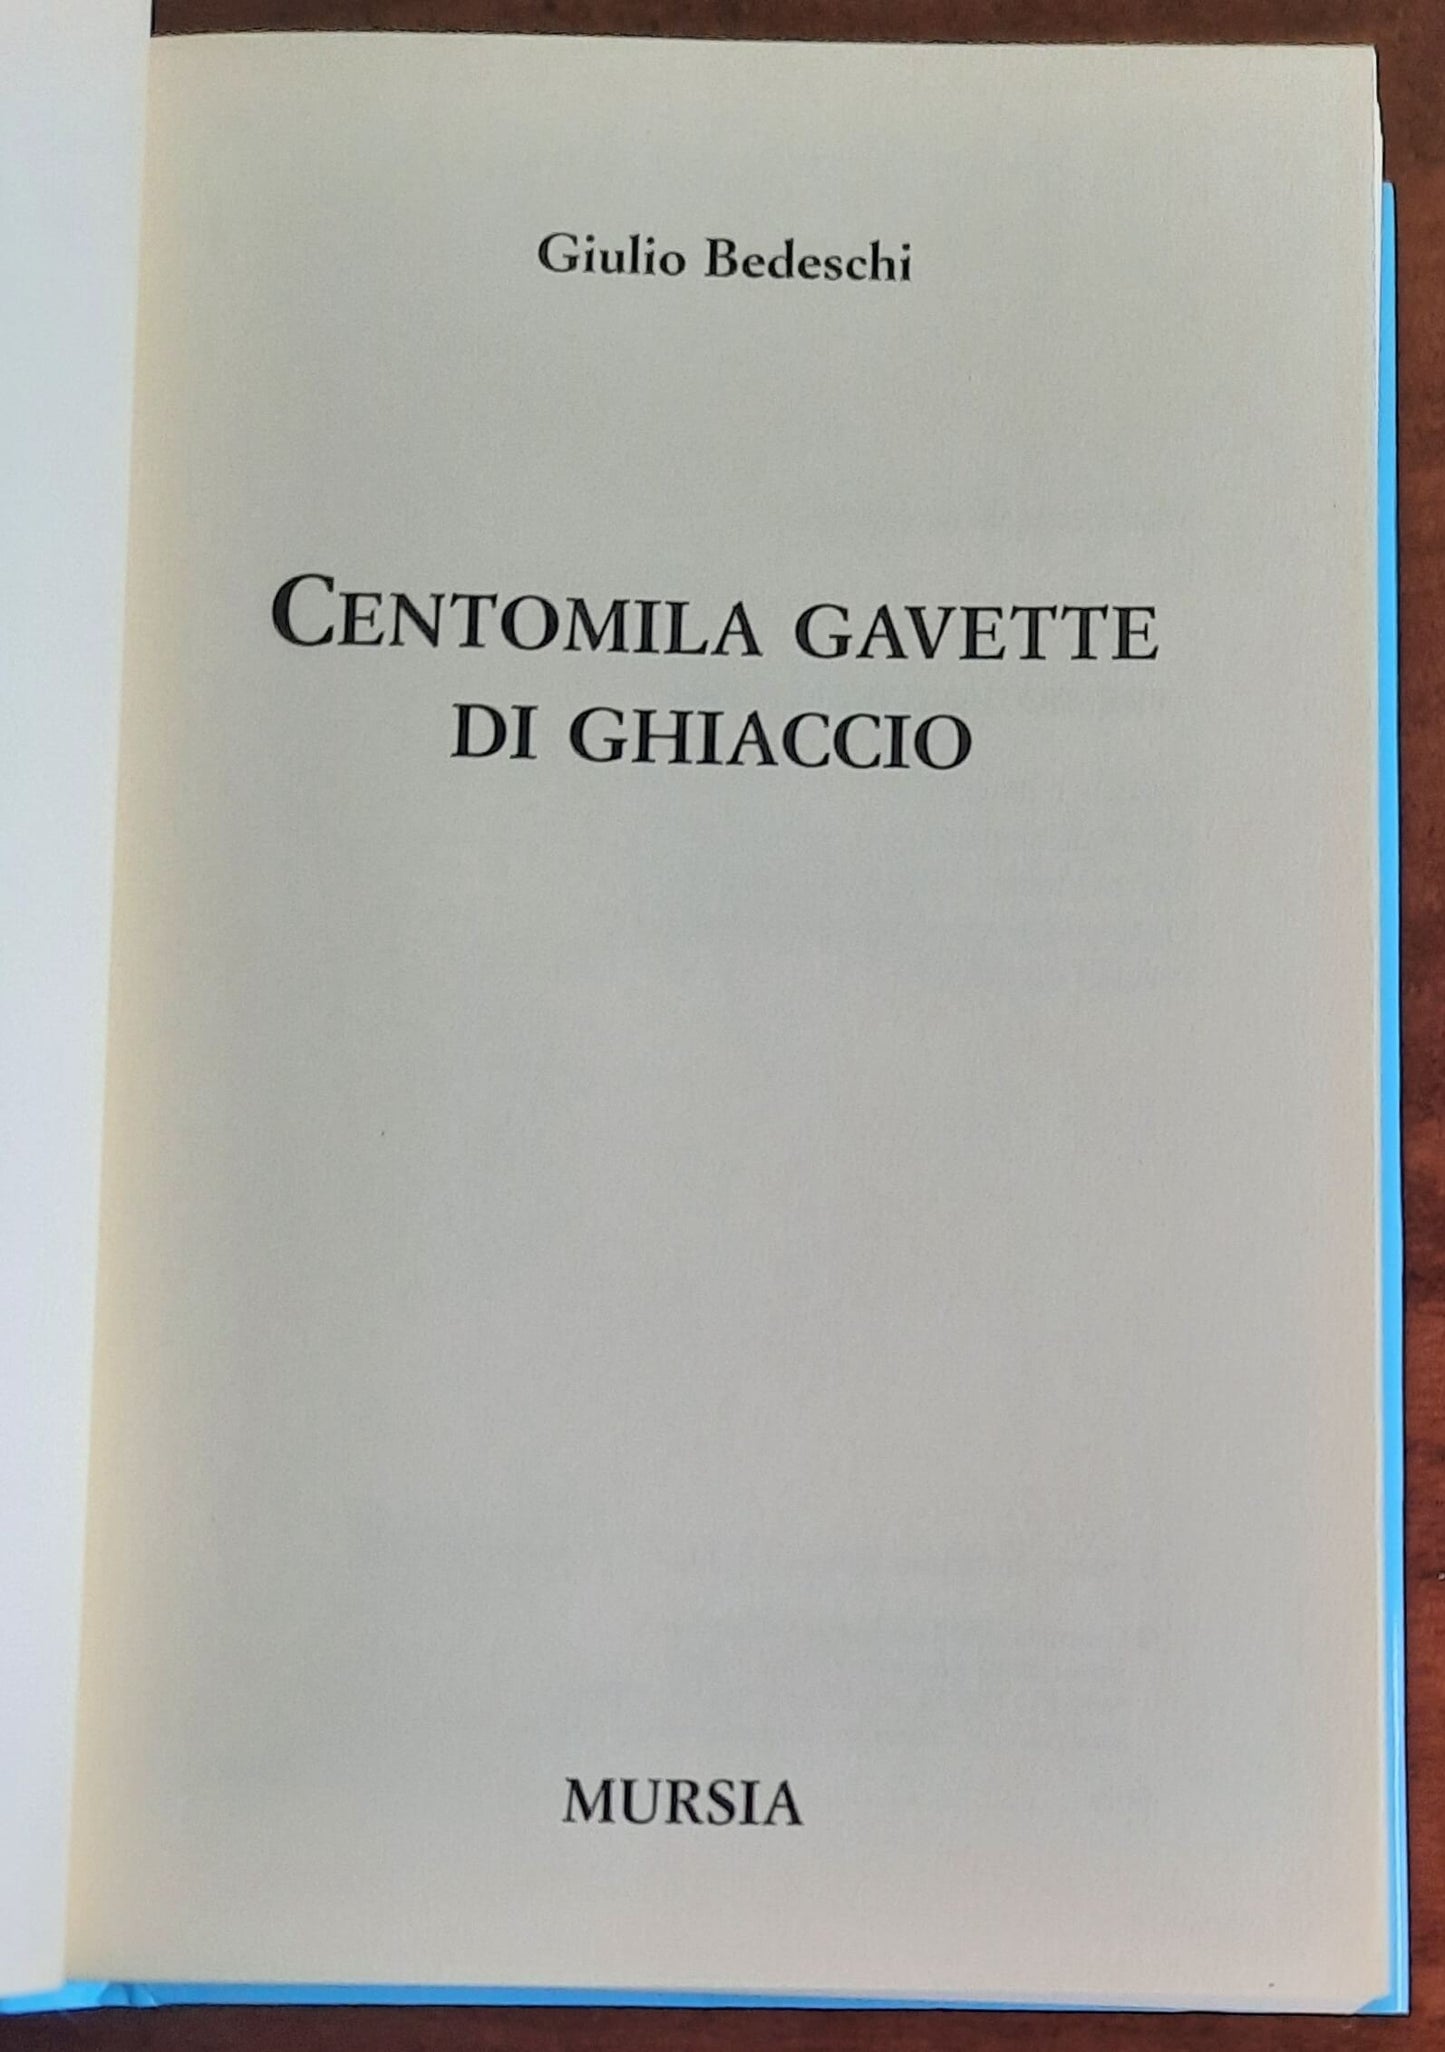 Giulio Bedeschi
CENTOMILA GAVETTE
DI GHIACCIO
MURSIA